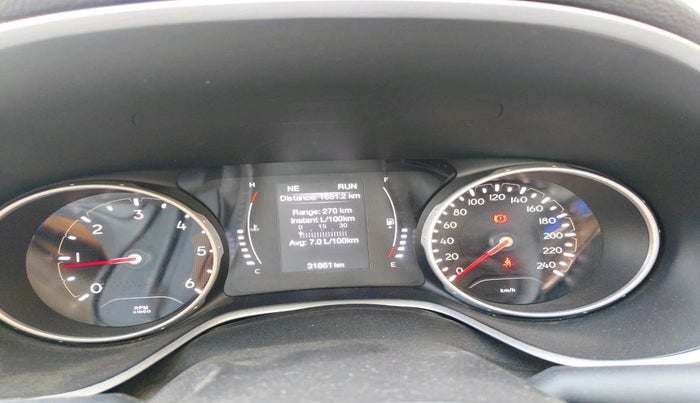 0 1 2 3 4 5 6
RPM
x1000
H
C
NE RUN
Distance: 1651.2 km
Range: 270 km
Instant L/100km
0 15 30
Avg: 7.0 L/100km
31861 km
F
E
0 20 40 60 80 100 120 140 160 180 200 220 240
km/h